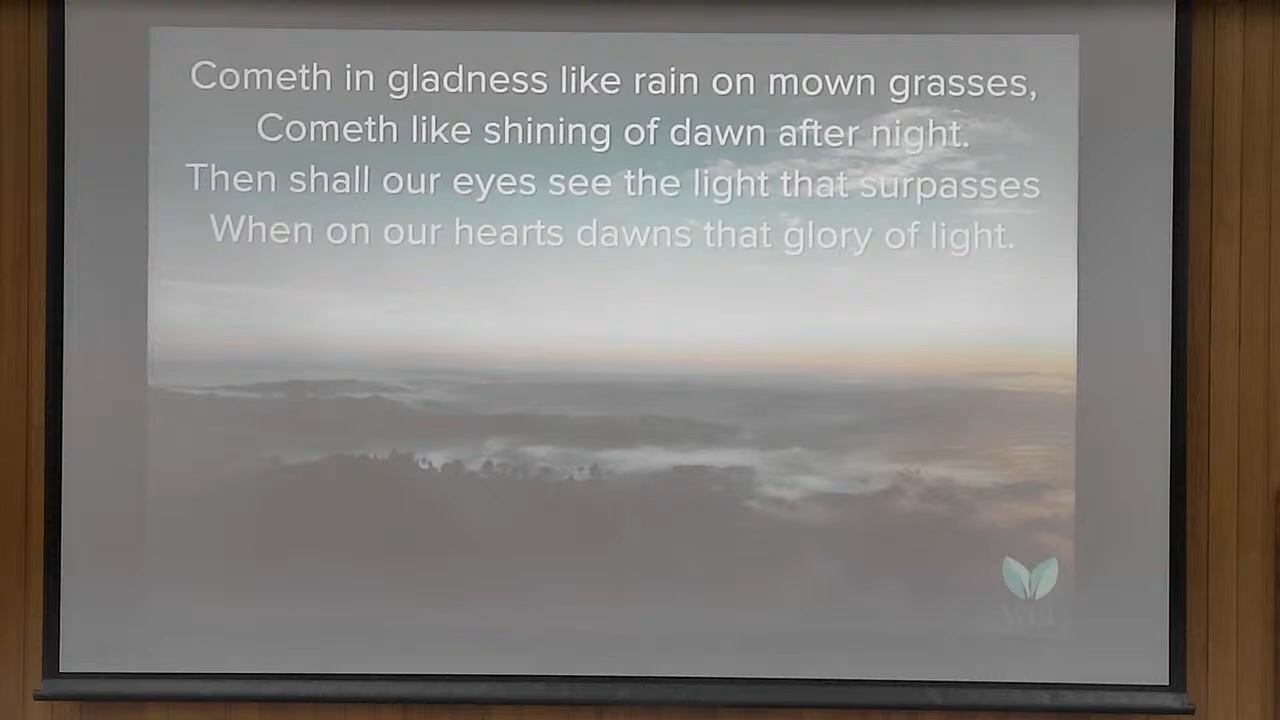 Cometh in gladness like rain on mown grasses,
Cometh like shining of dawn after night.
Then shall our eyes see the light that surpasses
When on our hearts dawns that glory of light.